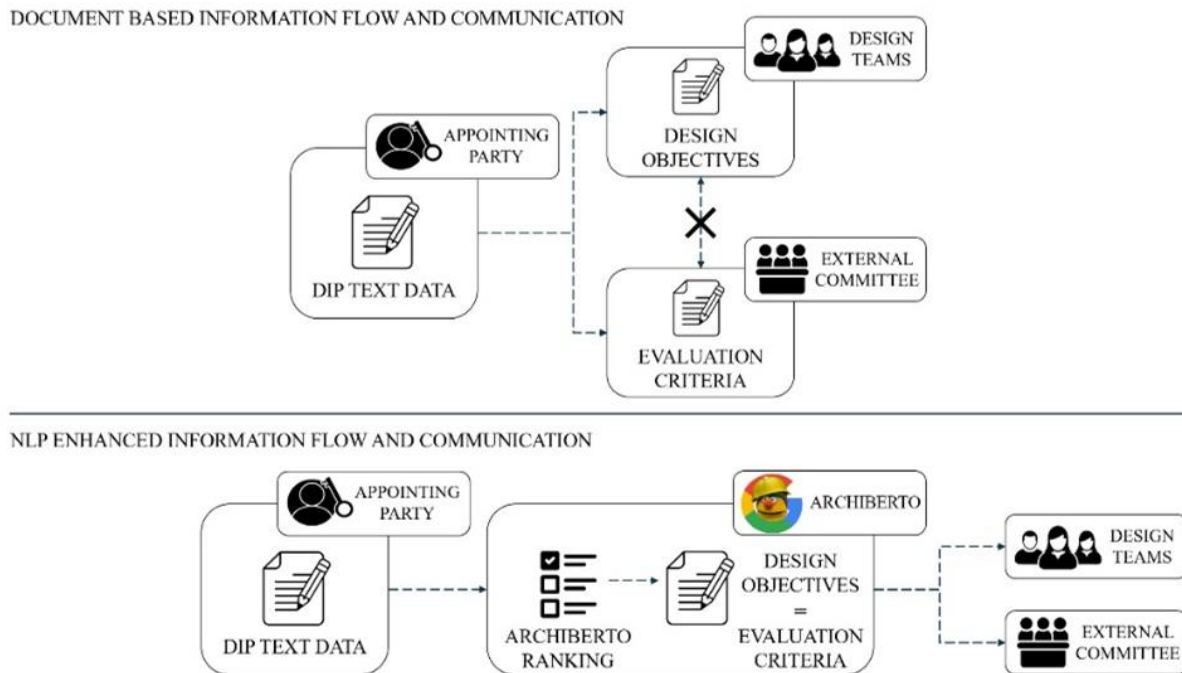 DOCUMENT BASED INFORMATION FLOW AND COMMUNICATION
DESIGN
TEAMS
DESIGN
OBJECTIVES
APPOINTING
PARTY
DIP TEXT DATA
EXTERNAL
COMMITTEE
EVALUATION
CRITERIA
NLP ENHANCED INFORMATION FLOW AND COMMUNICATION
APPOINTING
PARTY
DIP TEXT DATA
ARCHIBERTO
ARCHIBERTO
RANKING
DESIGN
OBJECTIVES
=
EVALUATION
CRITERIA
DESIGN
TEAMS
EXTERNAL
COMMITTEE